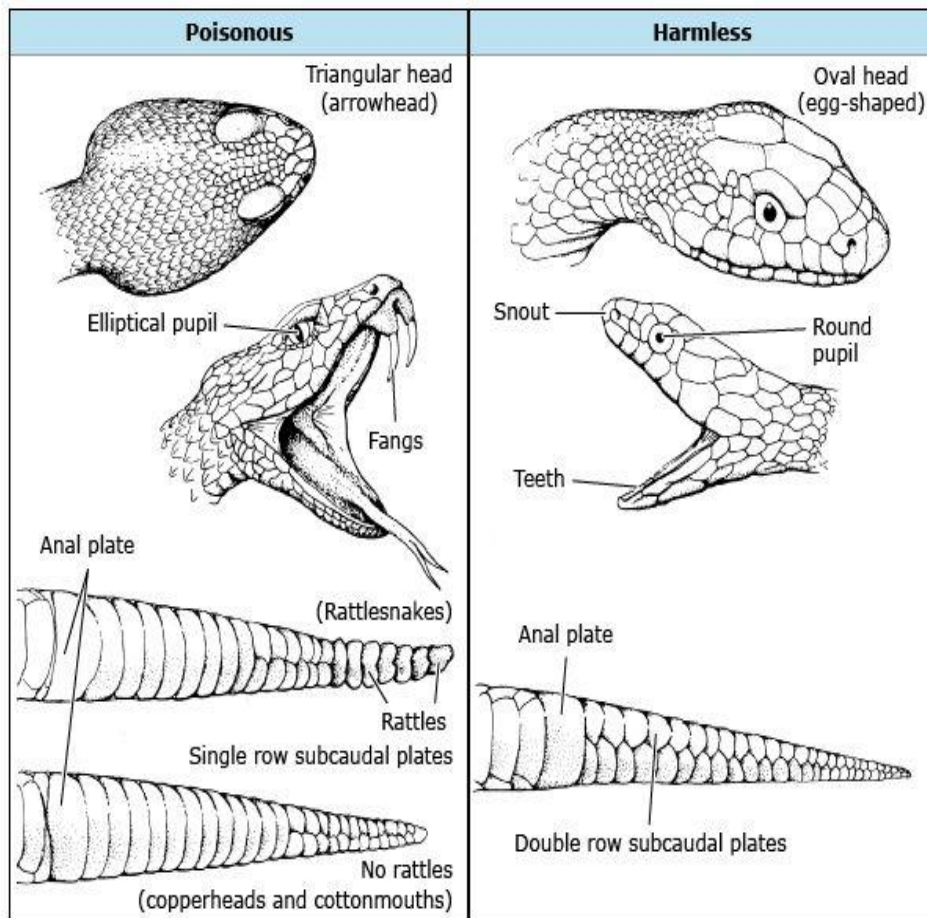 Poisonous
Triangular head
(arrowhead)
Elliptical pupil
Fangs
Anal plate
(Rattlesnakes)
Rattles
Single row subcaudal plates
No rattles
(copperheads and cottonmouths)
Harmless
Oval head
(egg-shaped)
Snout
Round
pupil
Teeth
Anal plate
Double row subcaudal plates